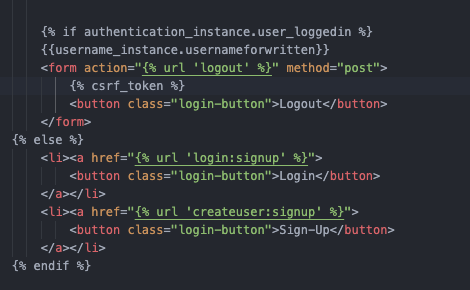 {% if authentication_instance.user_loggedin %}
{{username_instance.usernameforwritten}}
<form action="{% url 'logout' %}" method="post">
{% csrf_token %}
<button class="login-button">Logout</button>
</form>
{% else %}
<li><a href="{% url 'login:signup' %}">
<button class="login-button">Login</button>
</a></li>
<li><a href="{% url 'createuser:signup' %}">
<button class="login-button">Sign-Up</button>
</a></li>
{% endif %}